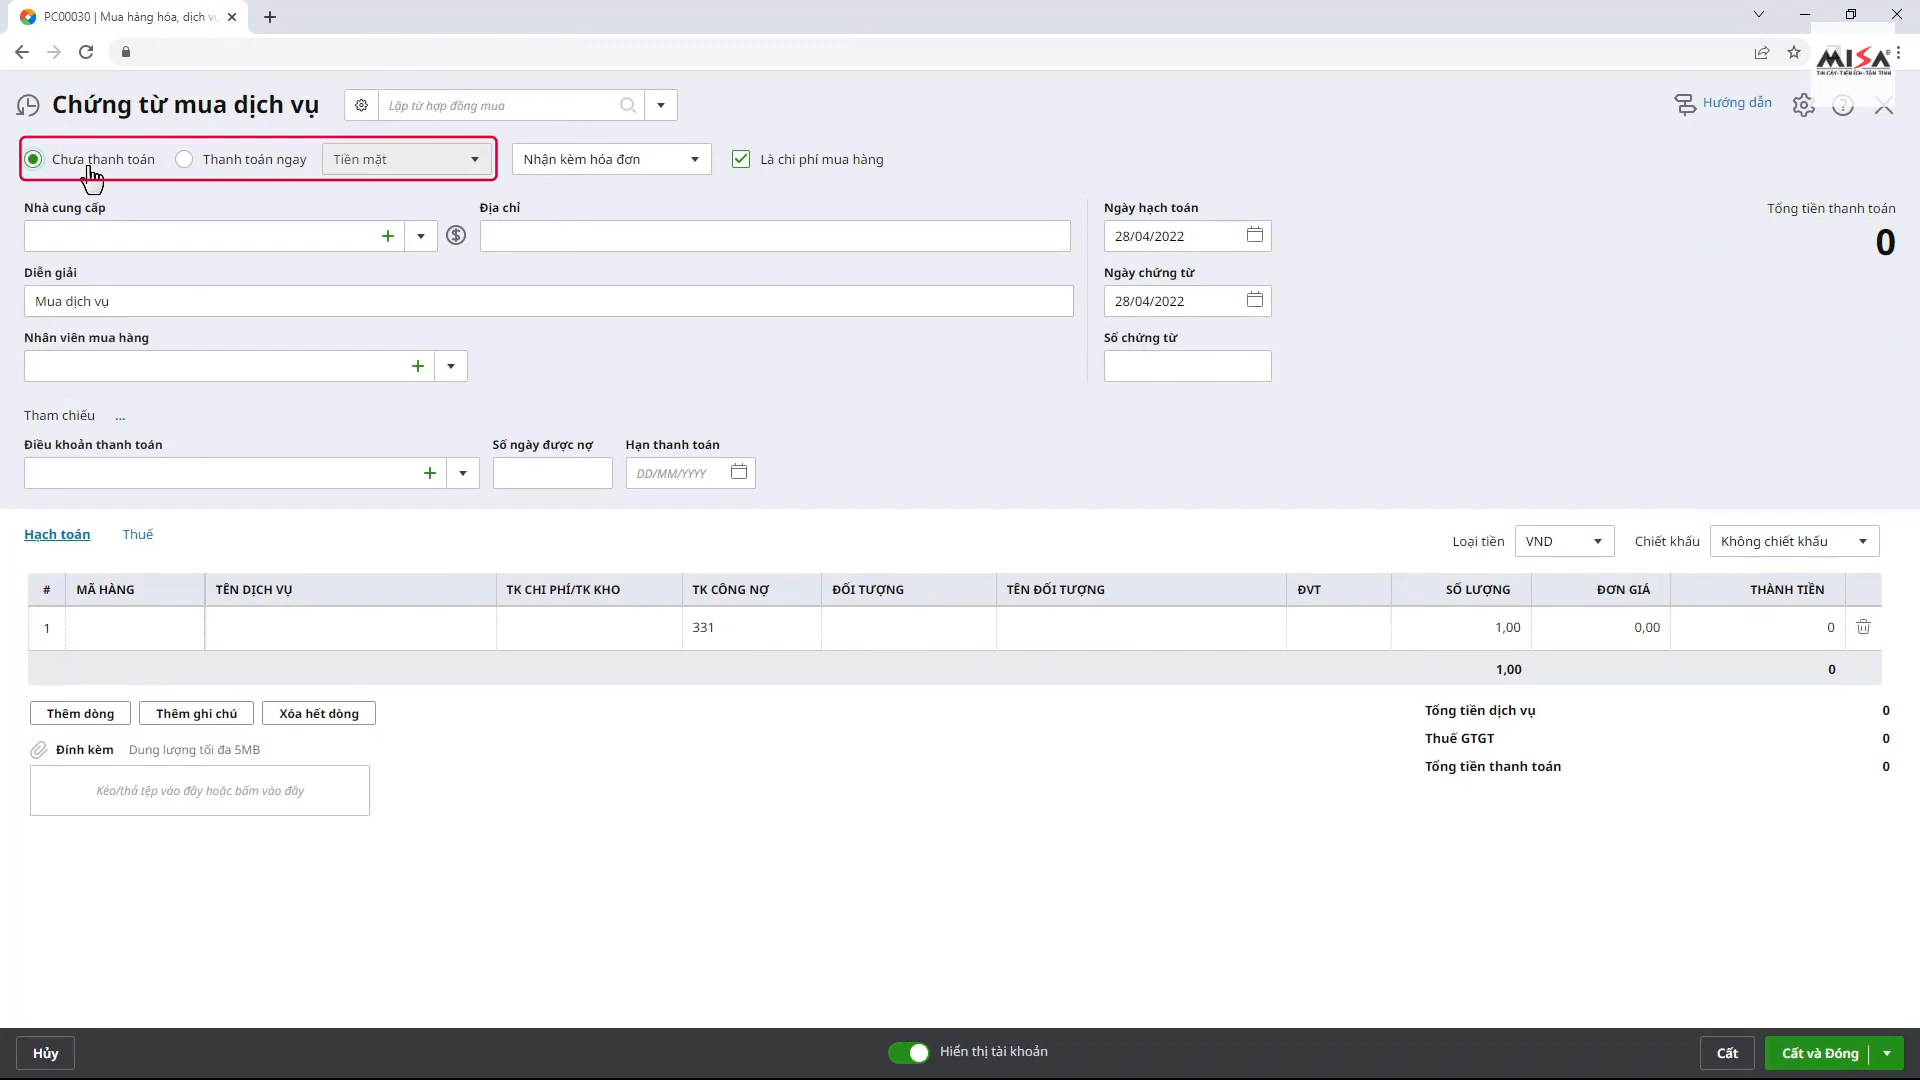 PC00030 | Mua hàng hóa, dịch vụ
MISA
TIN CẬY - TIỆN ÍCH - TẬN TÌNH
Chứng từ mua dịch vụ
Lập từ hợp đồng mua
Hướng dẫn
Chưa thanh toán
Thanh toán ngay
Tiền mặt
Nhận kèm hóa đơn
Là chi phí mua hàng
Nhà cung cấp
Địa chỉ
Ngày hạch toán
Tổng tiền thanh toán
28/04/2022
0
Diễn giải
Ngày chứng từ
Mua dịch vụ
28/04/2022
Nhân viên mua hàng
Số chứng từ
Tham chiếu ...
Điều khoản thanh toán
Số ngày được nợ
Hạn thanh toán
DD/MM/YYYY
Hạch toán
Thuế
Loại tiền
VND
Chiết khấu
Không chiết khấu
# MÃ HÀNG TÊN DỊCH VỤ TK CHI PHÍ/TK KHO TK CÔNG NỢ ĐỐI TƯỢNG TÊN ĐỐI TƯỢNG ĐVT SỐ LƯỢNG ĐƠN GIÁ THÀNH TIỀN
1 331 1,00 0,00 0
1,00 0
Thêm dòng
Thêm ghi chú
Xóa hết dòng
Tổng tiền dịch vụ 0
Thuế GTGT 0
Tổng tiền thanh toán 0
Đính kèm Dung lượng tối đa 5MB
Kéo/thả tệp vào đây hoặc bấm vào đây
Hủy
Hiển thị tài khoản
Cất
Cất và Đóng